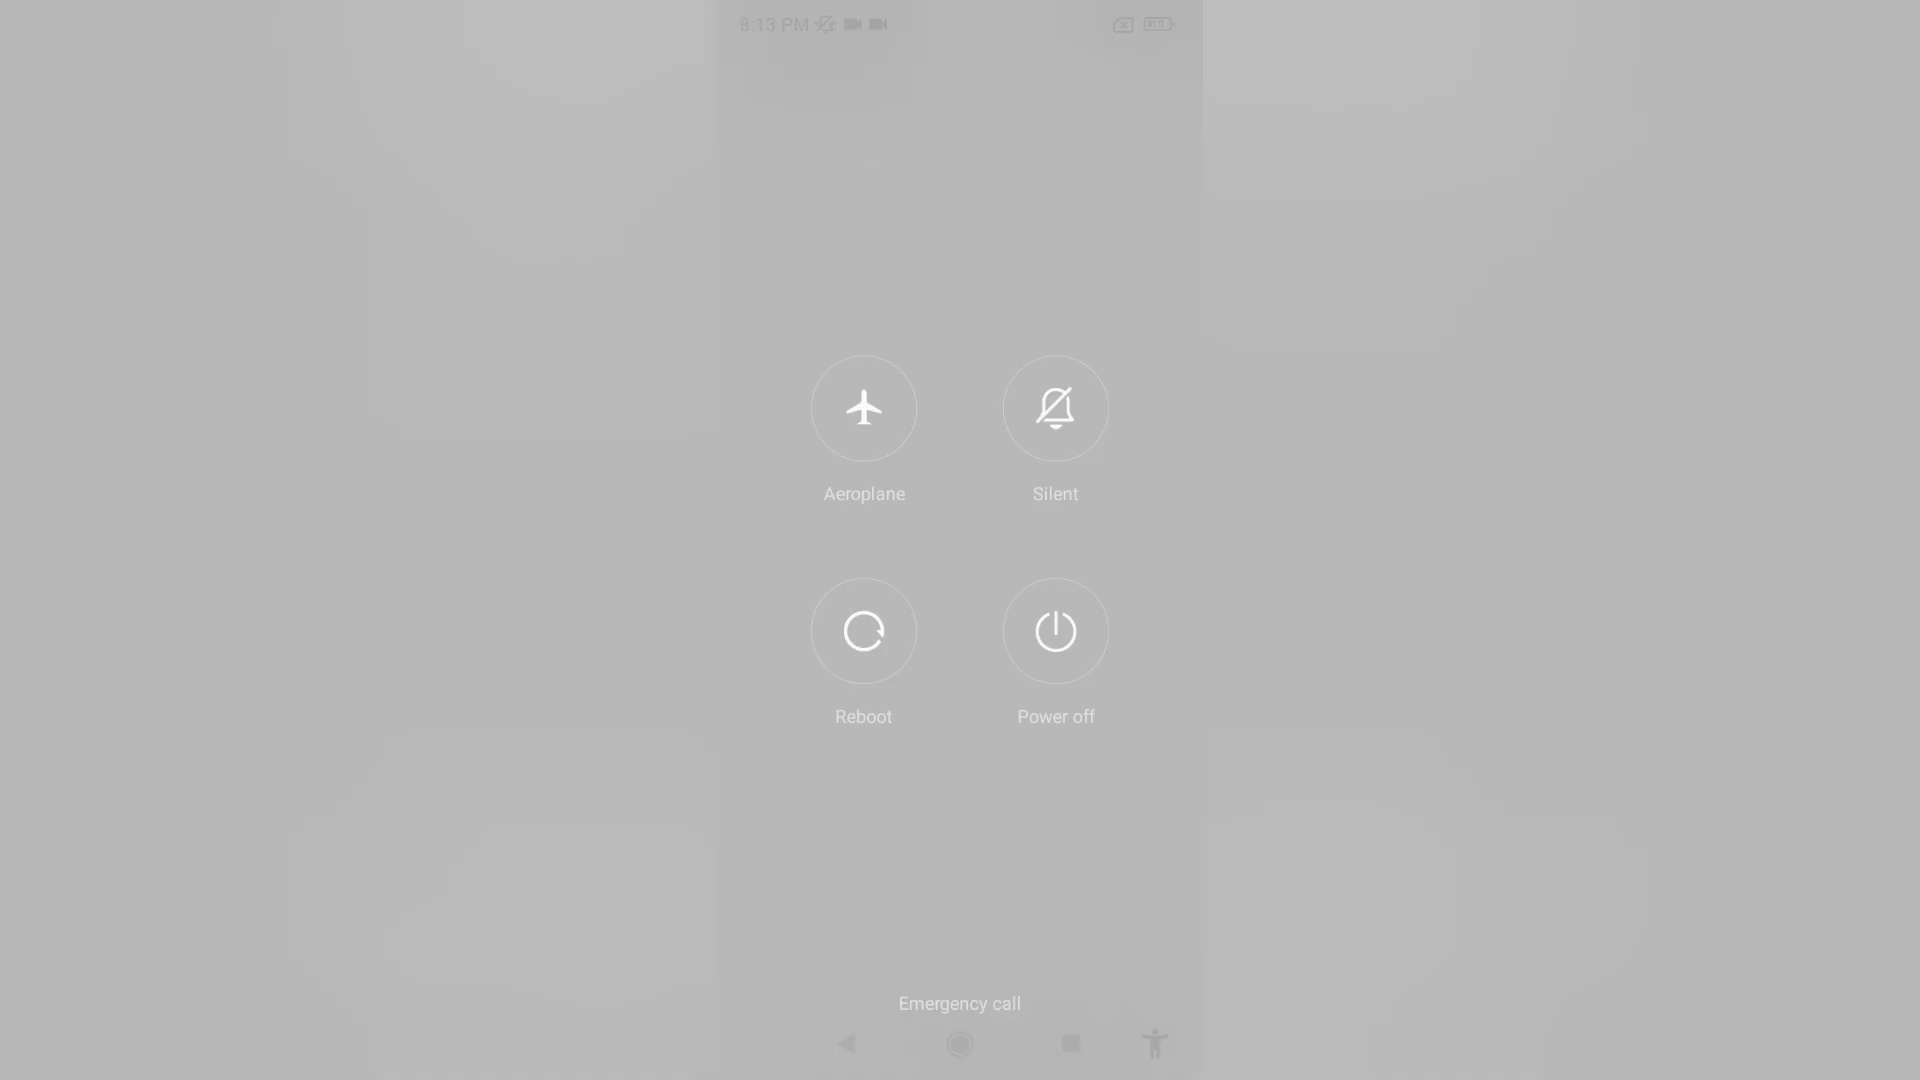 8:13 PM
Aeroplane
Silent
Reboot
Power off
Emergency call